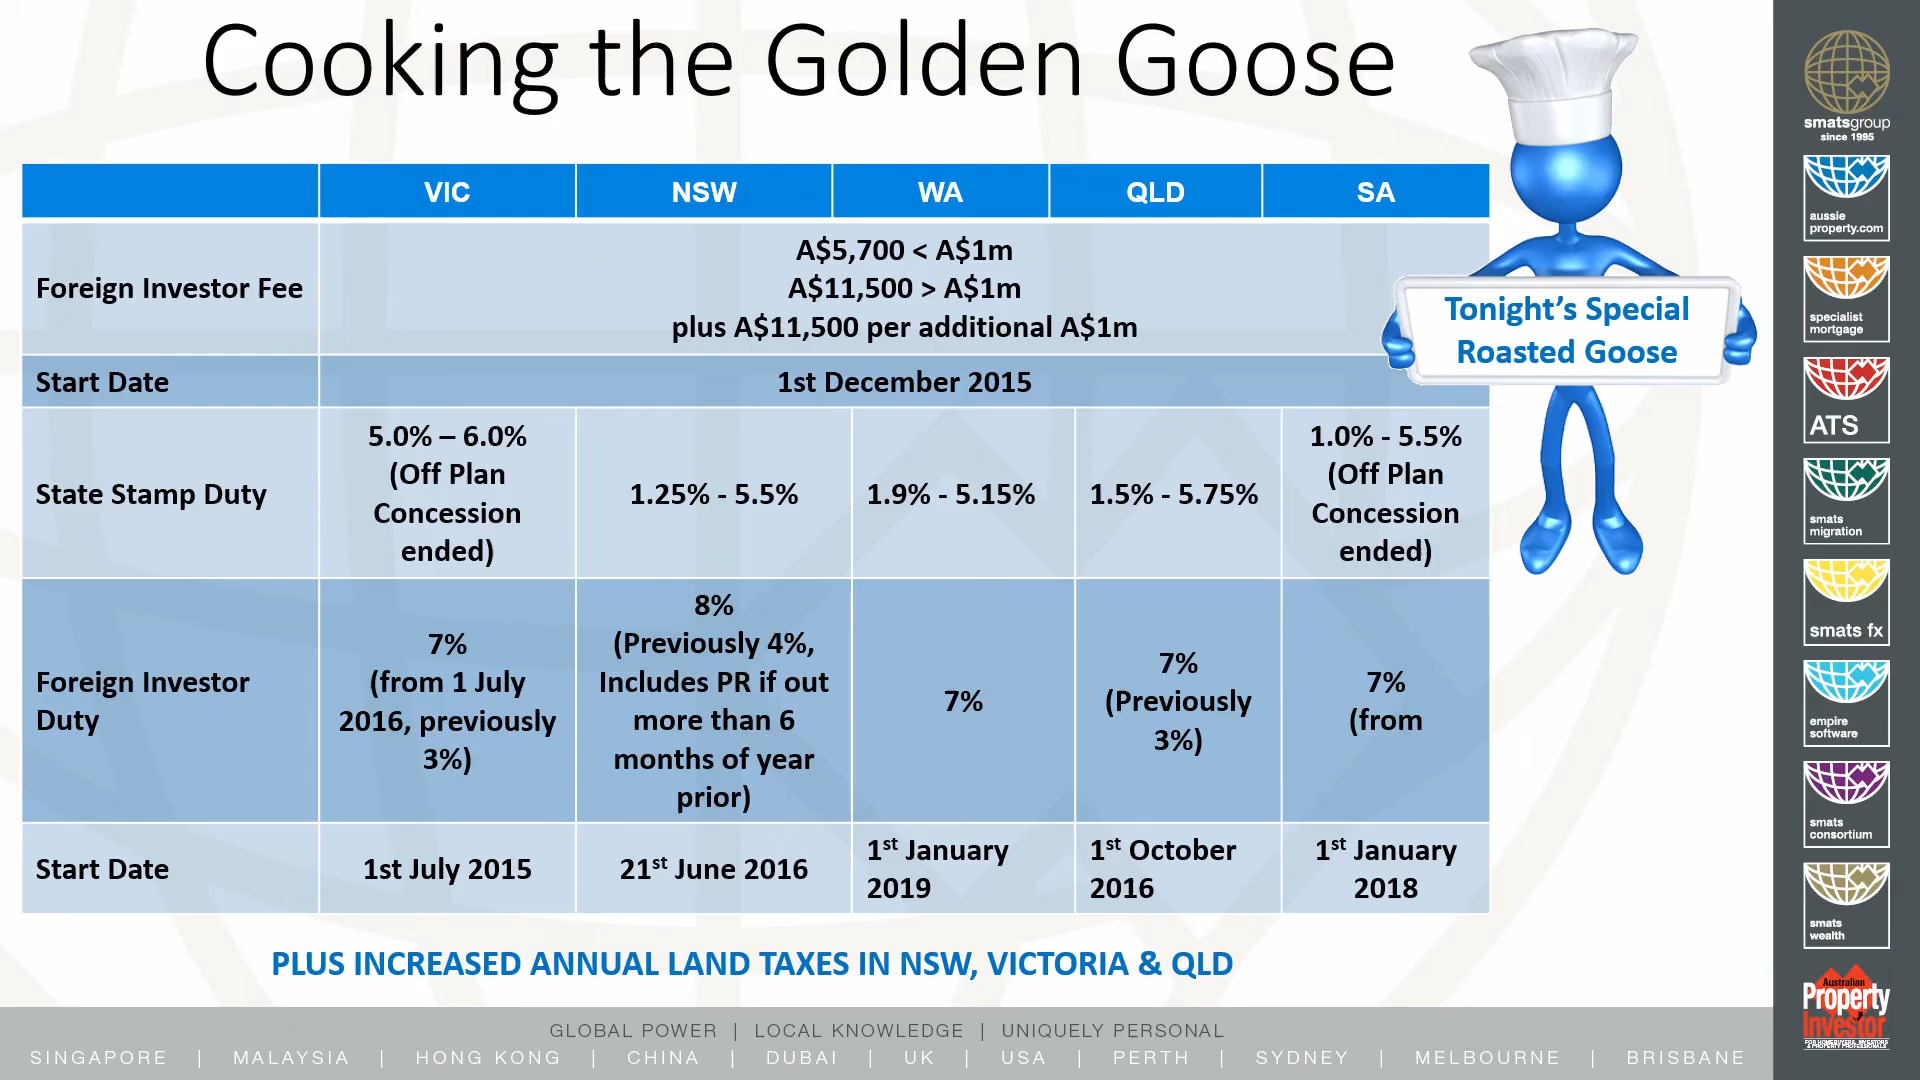 Cooking the Golden Goose
VIC NSW WA QLD SA
Foreign Investor Fee
A$5,700 < A$1m
A$11,500 > A$1m
plus A$11,500 per additional A$1m
Start Date
1st December 2015
State Stamp Duty
5.0% – 6.0%
(Off Plan
Concession
ended)
1.25% - 5.5%
1.9% - 5.15%
1.5% - 5.75%
1.0% - 5.5%
(Off Plan
Concession
ended)
Foreign Investor
Duty
7%
(from 1 July
2016, previously
3%)
8%
(Previously 4%,
Includes PR if out
more than 6
months of year
prior)
7%
7%
(Previously
3%)
7%
(from
Start Date
1st July 2015
21st June 2016
1st January
2019
1st October
2016
1st January
2018
PLUS INCREASED ANNUAL LAND TAXES IN NSW, VICTORIA & QLD
Tonight’s Special
Roasted Goose
smatsgroup
since 1995
aussie
property.com
specialist
mortgage
ATS
smats
migration
smats fx
empire
software
smats
consortium
smats
wealth
Australian
Property
Investor
FOR HOMEBUYERS, INVESTORS
& PROPERTY PROFESSIONALS
GLOBAL POWER | LOCAL KNOWLEDGE | UNIQUELY PERSONAL
SINGAPORE | MALAYSIA | HONG KONG | CHINA | DUBAI | UK | USA | PERTH | SYDNEY | MELBOURNE | BRISBANE